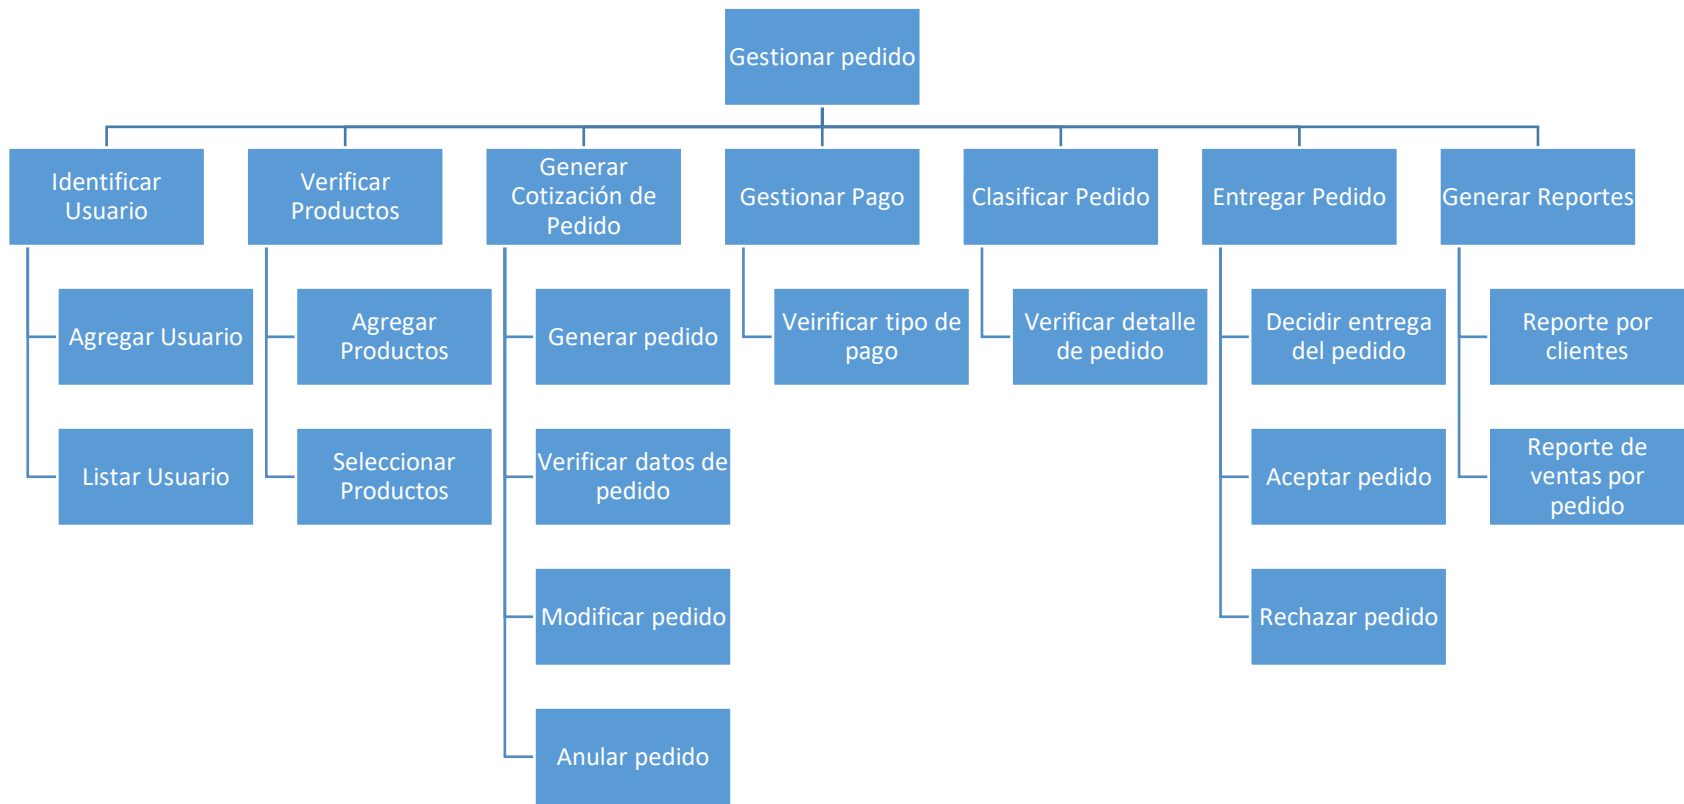 Gestionar pedido
Identificar
Usuario
Verificar
Productos
Generar
Cotización de
Pedido
Gestionar Pago
Clasificar Pedido
Entregar Pedido
Generar Reportes
Agregar Usuario
Agregar
Productos
Generar pedido
Veirificar tipo de
pago
Verificar detalle
de pedido
Decidir entrega
del pedido
Reporte por
clientes
Listar Usuario
Seleccionar
Productos
Verificar datos de
pedido
Aceptar pedido
Reporte de
ventas por
pedido
Modificar pedido
Rechazar pedido
Anular pedido